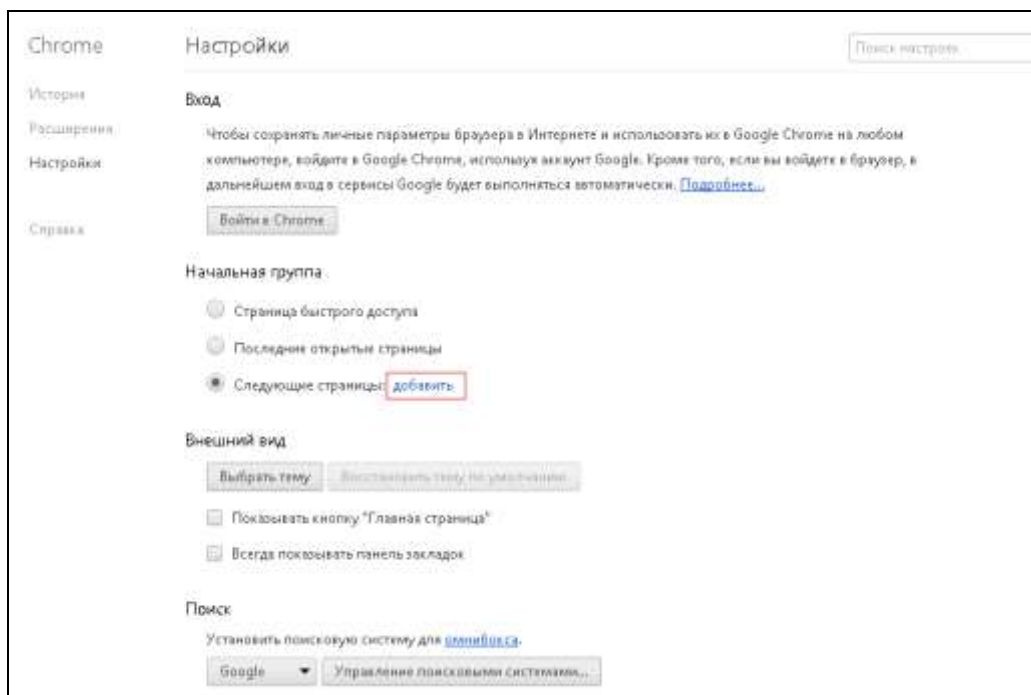 Chrome
Настройки
Поиск настроек
История
Расширения
Настройки
Справка
Вход
Чтобы сохранять личные параметры браузера в Интернете и использовать их в Google Chrome на любом
компьютере, войдите в Google Chrome, используя аккаунт Google. Кроме того, если вы войдете в браузер, в
дальнейшем вход в сервисы Google будет выполняться автоматически. Подробнее...
Войти в Chrome
Начальная группа
Страница быстрого доступа
Последние открытые страницы
Следующие страницы: добавить
Внешний вид
Выбрать тему Восстановить тему по умолчанию
Показывать кнопку "Главная страница"
Всегда показывать панель закладок
Поиск
Установить поисковую систему для омнибокса.
Google Управление поисковыми системами...